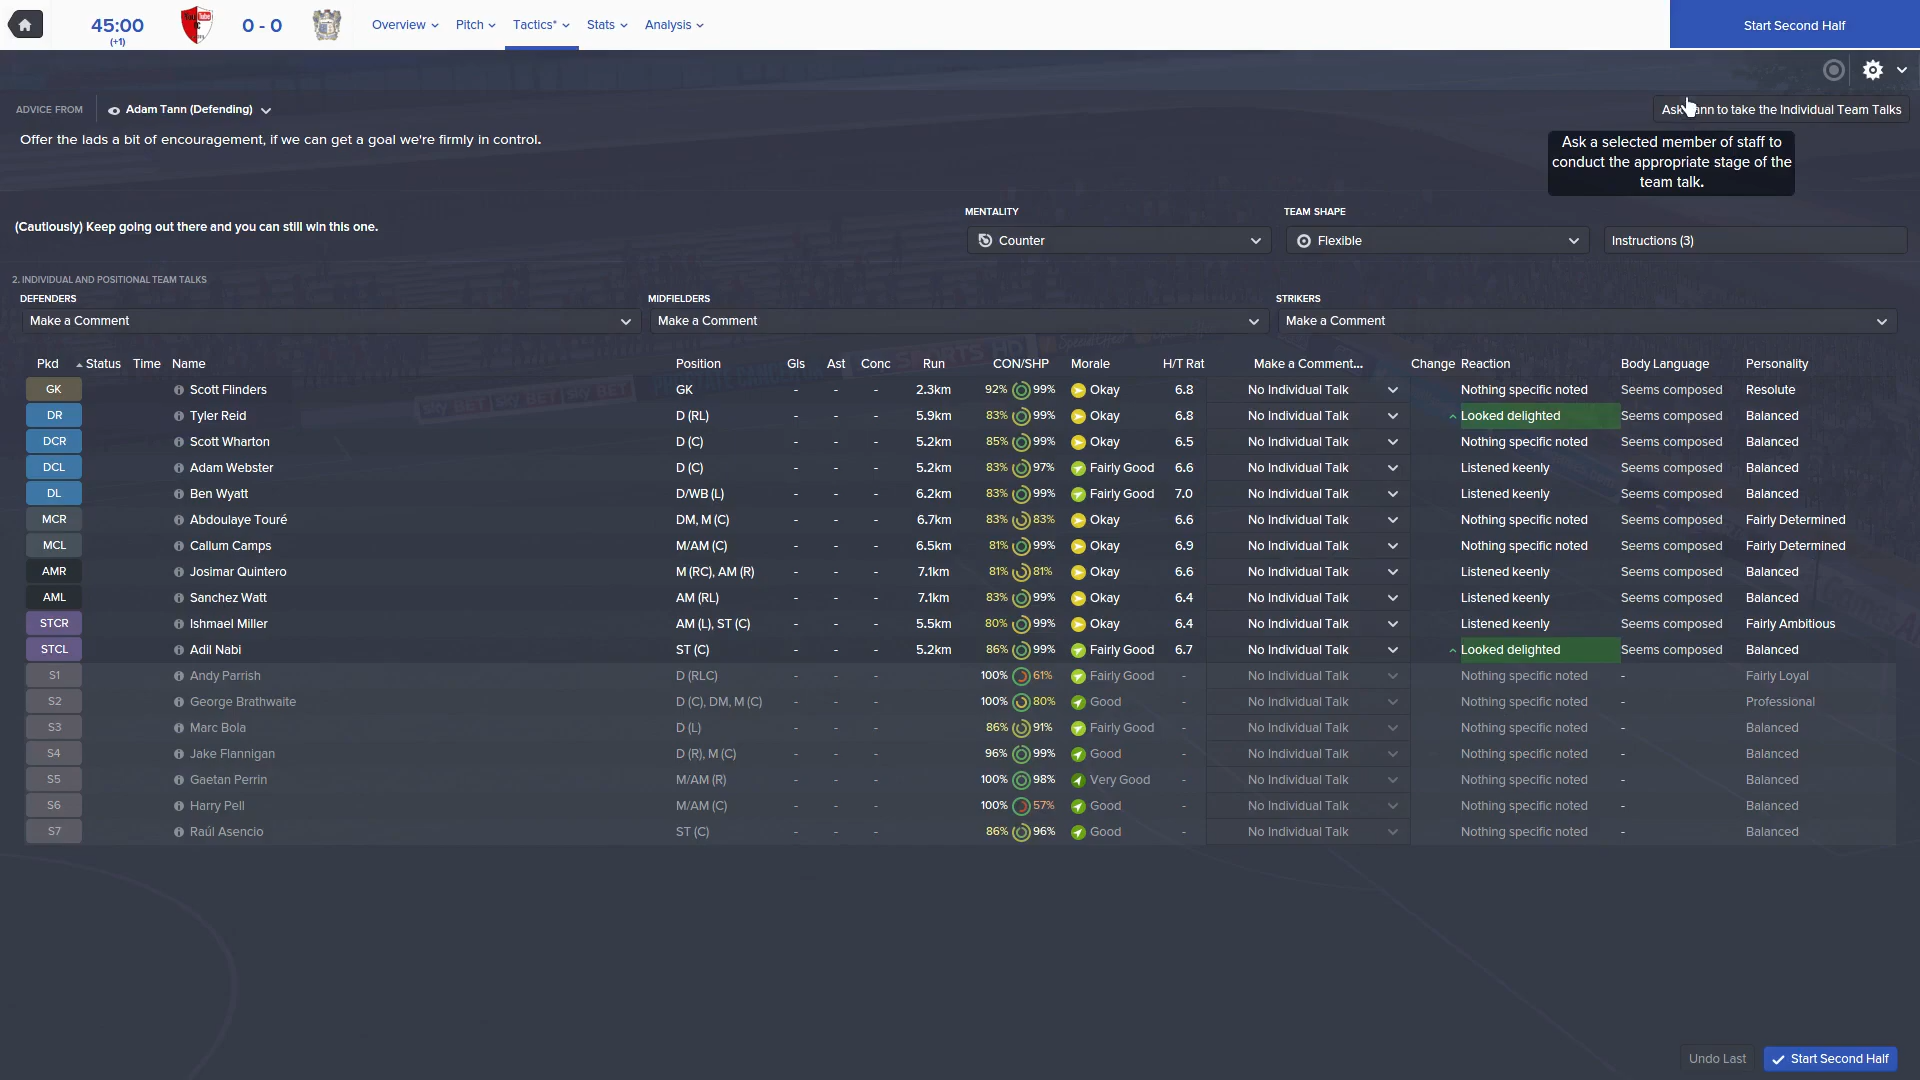 45:00
(+1)
0 - 0
Overview
Pitch
Tactics*
Stats
Analysis
Start Second Half
ADVICE FROM
Adam Tann (Defending)
to take the Individual Team Talks
Offer the lads a bit of encouragement, if we can get a goal we're firmly in control.
Ask a selected member of staff to
conduct the appropriate stage of the
team talk.
(Cautiously) Keep going out there and you can still win this one.
MENTALITY
Counter
TEAM SHAPE
Flexible
Instructions (3)
2. INDIVIDUAL AND POSITIONAL TEAM TALKS
DEFENDERS MIDFIELDERS STRIKERS
Make a Comment Make a Comment Make a Comment
Pkd Status Time Name Position Gls Ast Conc Run CON/SHP Morale H/T Rat Make a Comment... Change Reaction Body Language Personality
GK Scott Flinders GK - - - 2.3km 92% 99% Okay 6.8 No Individual Talk Nothing specific noted Seems composed Resolute
DR Tyler Reid D (RL) - - - 5.9km 83% 99% Okay 6.8 No Individual Talk Looked delighted Seems composed Balanced
DCR Scott Wharton D (C) - - - 5.2km 85% 99% Okay 6.5 No Individual Talk Nothing specific noted Seems composed Balanced
DCL Adam Webster D (C) - - - 5.2km 83% 97% Fairly Good 6.6 No Individual Talk Listened keenly Seems composed Balanced
DL Ben Wyatt D/WB (L) - - - 6.2km 83% 99% Fairly Good 7.0 No Individual Talk Listened keenly Seems composed Balanced
MCR Abdoulaye Touré DM, M (C) - - - 6.7km 83% 83% Okay 6.6 No Individual Talk Nothing specific noted Seems composed Fairly Determined
MCL Callum Camps M/AM (C) - - - 6.5km 81% 99% Okay 6.9 No Individual Talk Nothing specific noted Seems composed Fairly Determined
AMR Josimar Quintero M (RC), AM (R) - - - 7.1km 81% 81% Okay 6.6 No Individual Talk Listened keenly Seems composed Balanced
AML Sanchez Watt AM (RL) - - - 7.1km 83% 99% Okay 6.4 No Individual Talk Listened keenly Seems composed Balanced
STCR Ishmael Miller AM (L), ST (C) - - - 5.5km 80% 99% Okay 6.4 No Individual Talk Listened keenly Seems composed Fairly Ambitious
STCL Adil Nabi ST (C) - - - 5.2km 86% 99% Fairly Good 6.7 No Individual Talk Looked delighted Seems composed Balanced
S1 Andy Parrish D (RLC) - - - 100% 61% Fairly Good - No Individual Talk Nothing specific noted - Fairly Loyal
S2 George Brathwaite D (C), DM, M (C) - - - 100% 80% Good - No Individual Talk Nothing specific noted - Professional
S3 Marc Bola D (L) - - - 86% 91% Fairly Good - No Individual Talk Nothing specific noted - Balanced
S4 Jake Flannigan D (R), M (C) - - - 96% 99% Good - No Individual Talk Nothing specific noted - Balanced
S5 Gaetan Perrin M/AM (R) - - - 100% 98% Very Good - No Individual Talk Nothing specific noted - Balanced
S6 Harry Pell M/AM (C) - - - 100% 57% Good - No Individual Talk Nothing specific noted - Balanced
S7 Raúl Asencio ST (C) - - - 86% 96% Good - No Individual Talk Nothing specific noted - Balanced
Undo Last
Start Second Half